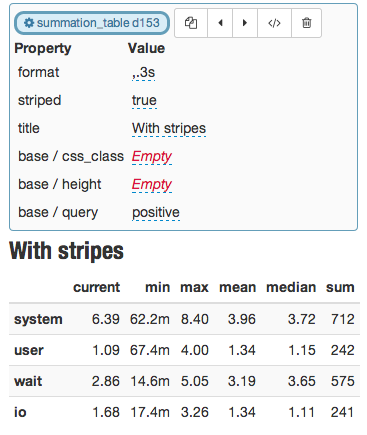 summation_table d153
Property Value
format ,.3s
striped true
title With stripes
base / css_class Empty
base / height Empty
base / query positive
With stripes
current min max mean median sum
system 6.39 62.2m 8.40 3.96 3.72 712
user 1.09 67.4m 4.00 1.34 1.15 242
wait 2.86 14.6m 5.05 3.19 3.65 575
io 1.68 17.4m 3.26 1.34 1.11 241